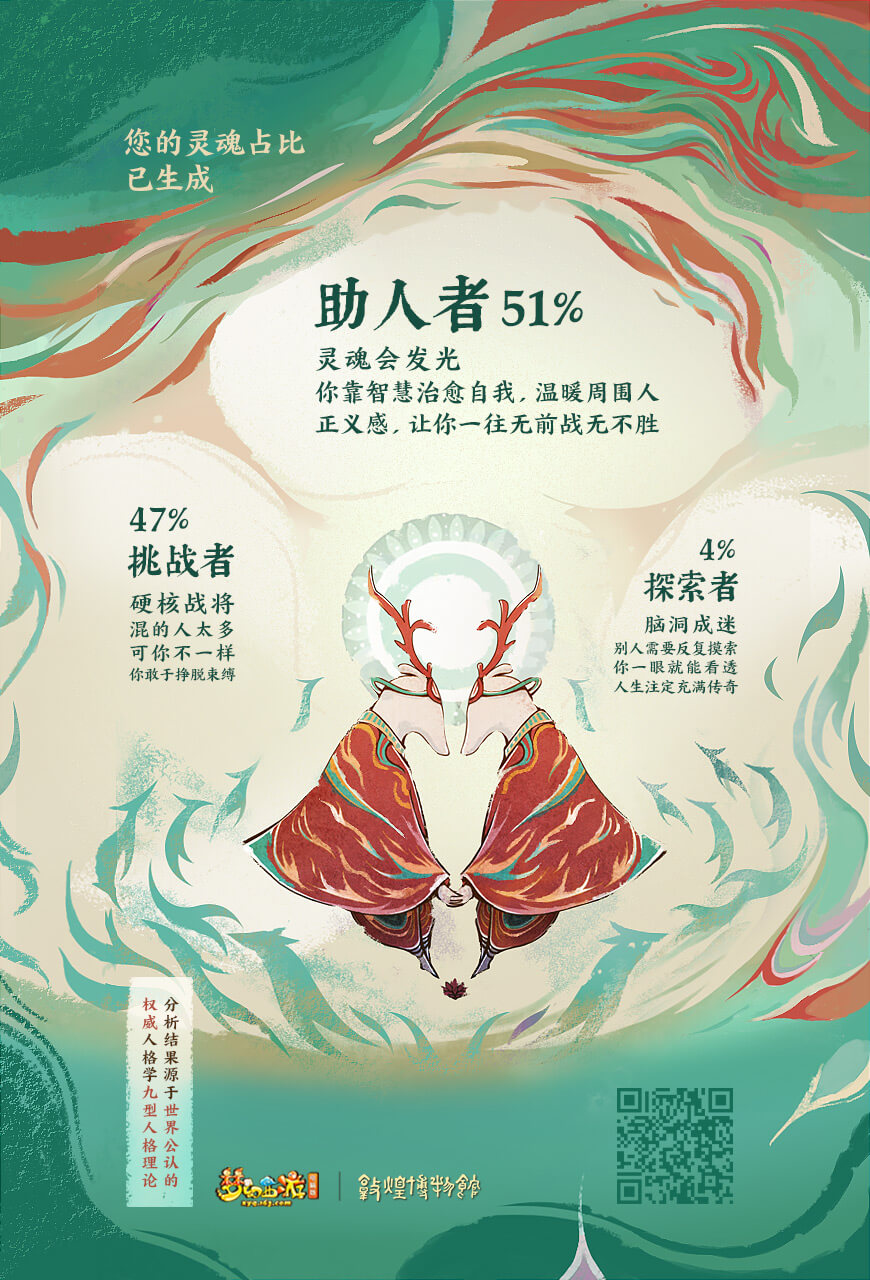 您的灵魂占比
已生成
助人者 51%
灵魂会发光
你靠智慧治愈自我，温暖周围人
正义感，让你一往无前战无不胜
47%
挑战者
硬核战将
混的人太多
可你不一样
你敢于挣脱束缚
4%
探索者
脑洞成迷
别人需要反复摸索
你一眼就能看透
人生注定充满传奇
分析结果源于世界公认的
权威人格学九型人格理论
梦幻西游
xyq.163.com
敦煌博物馆